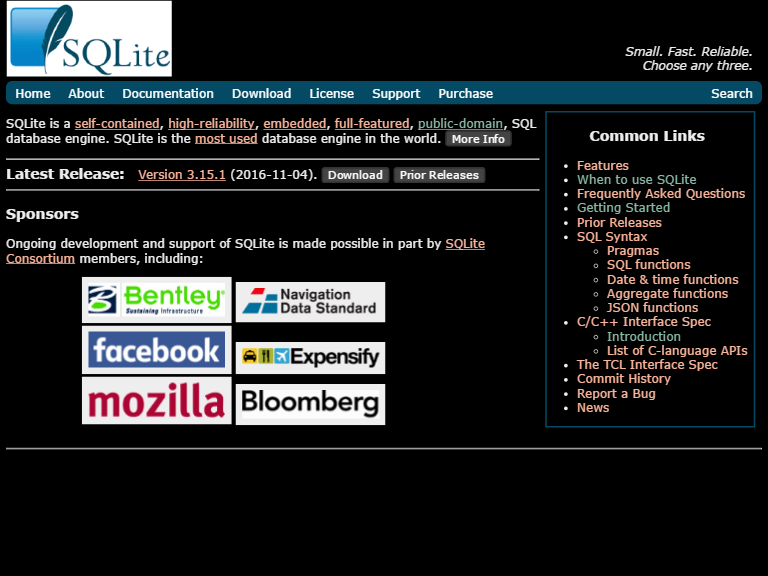 SQLite
Small. Fast. Reliable.
Choose any three.
Home About Documentation Download License Support Purchase Search
SQLite is a self-contained, high-reliability, embedded, full-featured, public-domain, SQL
database engine. SQLite is the most used database engine in the world. More Info
Latest Release: Version 3.15.1 (2016-11-04). Download Prior Releases
Sponsors
Ongoing development and support of SQLite is made possible in part by SQLite
Consortium members, including:
Bentley®
Sustaining Infrastructure
Navigation
Data Standard
facebook
Expensify
mozilla
Bloomberg
Common Links
• Features
• When to use SQLite
• Frequently Asked Questions
• Getting Started
• Prior Releases
• SQL Syntax
◦ Pragmas
◦ SQL functions
◦ Date & time functions
◦ Aggregate functions
◦ JSON functions
• C/C++ Interface Spec
◦ Introduction
◦ List of C-language APIs
• The TCL Interface Spec
• Commit History
• Report a Bug
• News